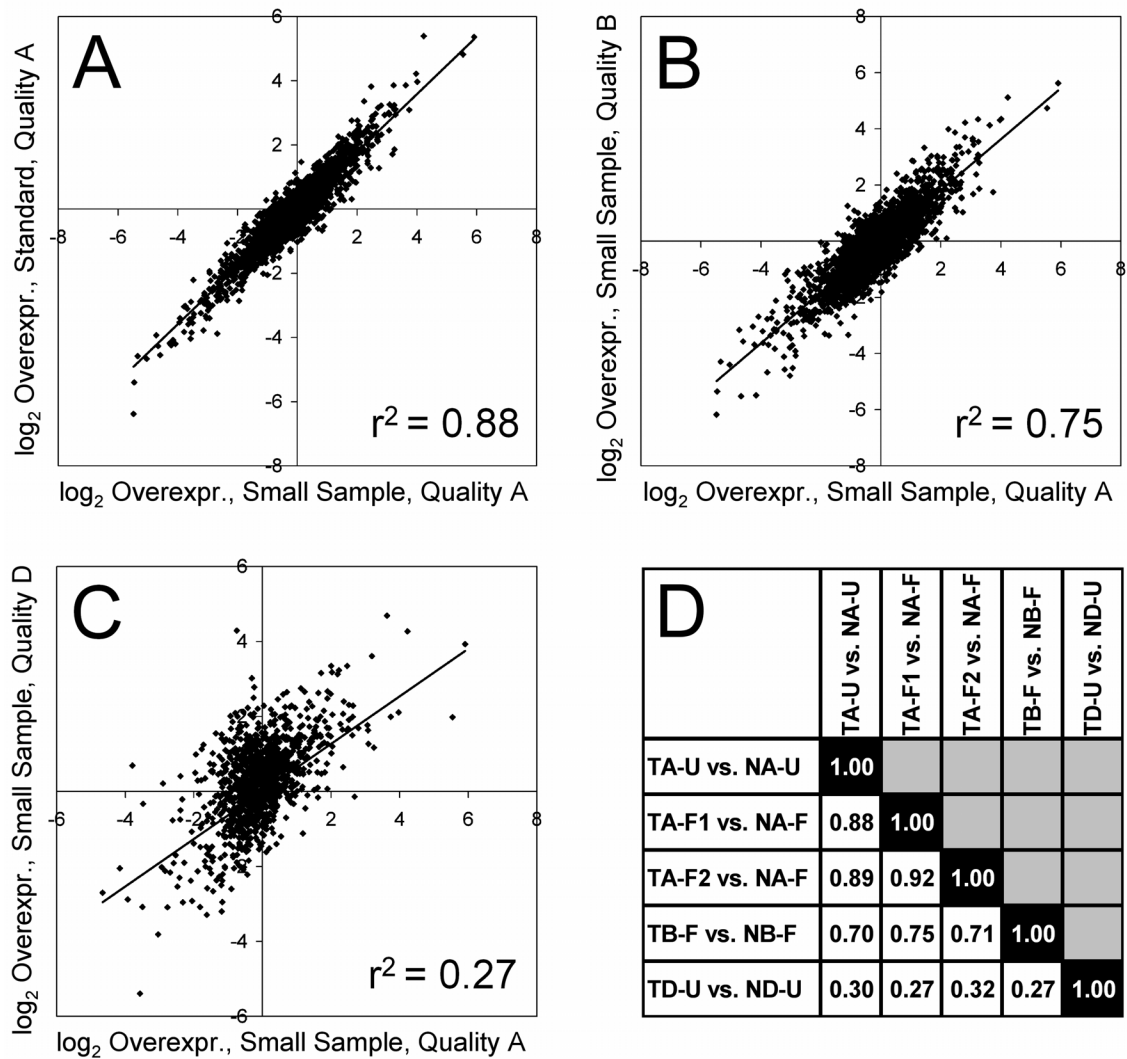 A
log2 Overexpr., Standard, Quality A
6
4
2
-8 -6 -4 -2 2 4 6 8
-2
-4
-6
-8
r2 = 0.88
log2 Overexpr., Small Sample, Quality A
B
log2 Overexpr., Small Sample, Quality B
8
6
4
2
-8 -6 -4 -2 2 4 6 8
-4
-6
-8
r2 = 0.75
log2 Overexpr., Small Sample, Quality A
C
log2 Overexpr., Small Sample, Quality D
6
4
-6 -4 -2 2 4 6 8
-4
-6
r2 = 0.27
log2 Overexpr., Small Sample, Quality A
D
TA-U vs. NA-U
TA-F1 vs. NA-F
TA-F2 vs. NA-F
TB-F vs. NB-F
TD-U vs. ND-U
TA-U vs. NA-U 1.00
TA-F1 vs. NA-F 0.88 1.00
TA-F2 vs. NA-F 0.89 0.92 1.00
TB-F vs. NB-F 0.70 0.75 0.71 1.00
TD-U vs. ND-U 0.30 0.27 0.32 0.27 1.00